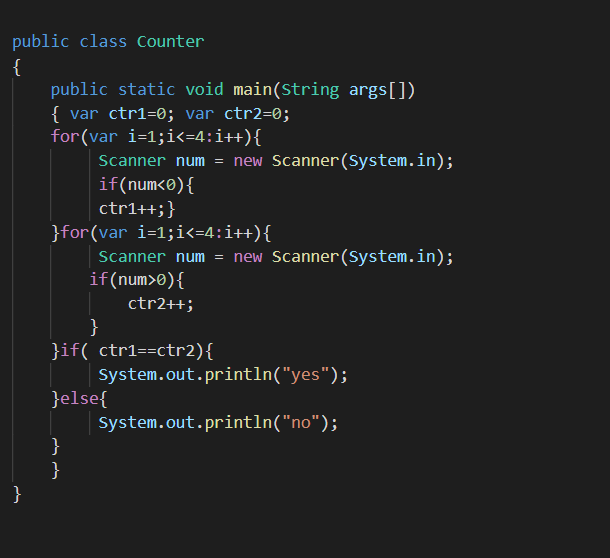 public class Counter
{
public static void main(String args[])
{ var ctr1=0; var ctr2=0;
for(var i=1;i<=4:i++){
Scanner num = new Scanner(System.in);
if(num<0){
ctr1++;}
}for(var i=1;i<=4:i++){
Scanner num = new Scanner(System.in);
if(num>0){
ctr2++;
}
}if( ctr1==ctr2){
System.out.println("yes");
}else{
System.out.println("no");
}
}
}